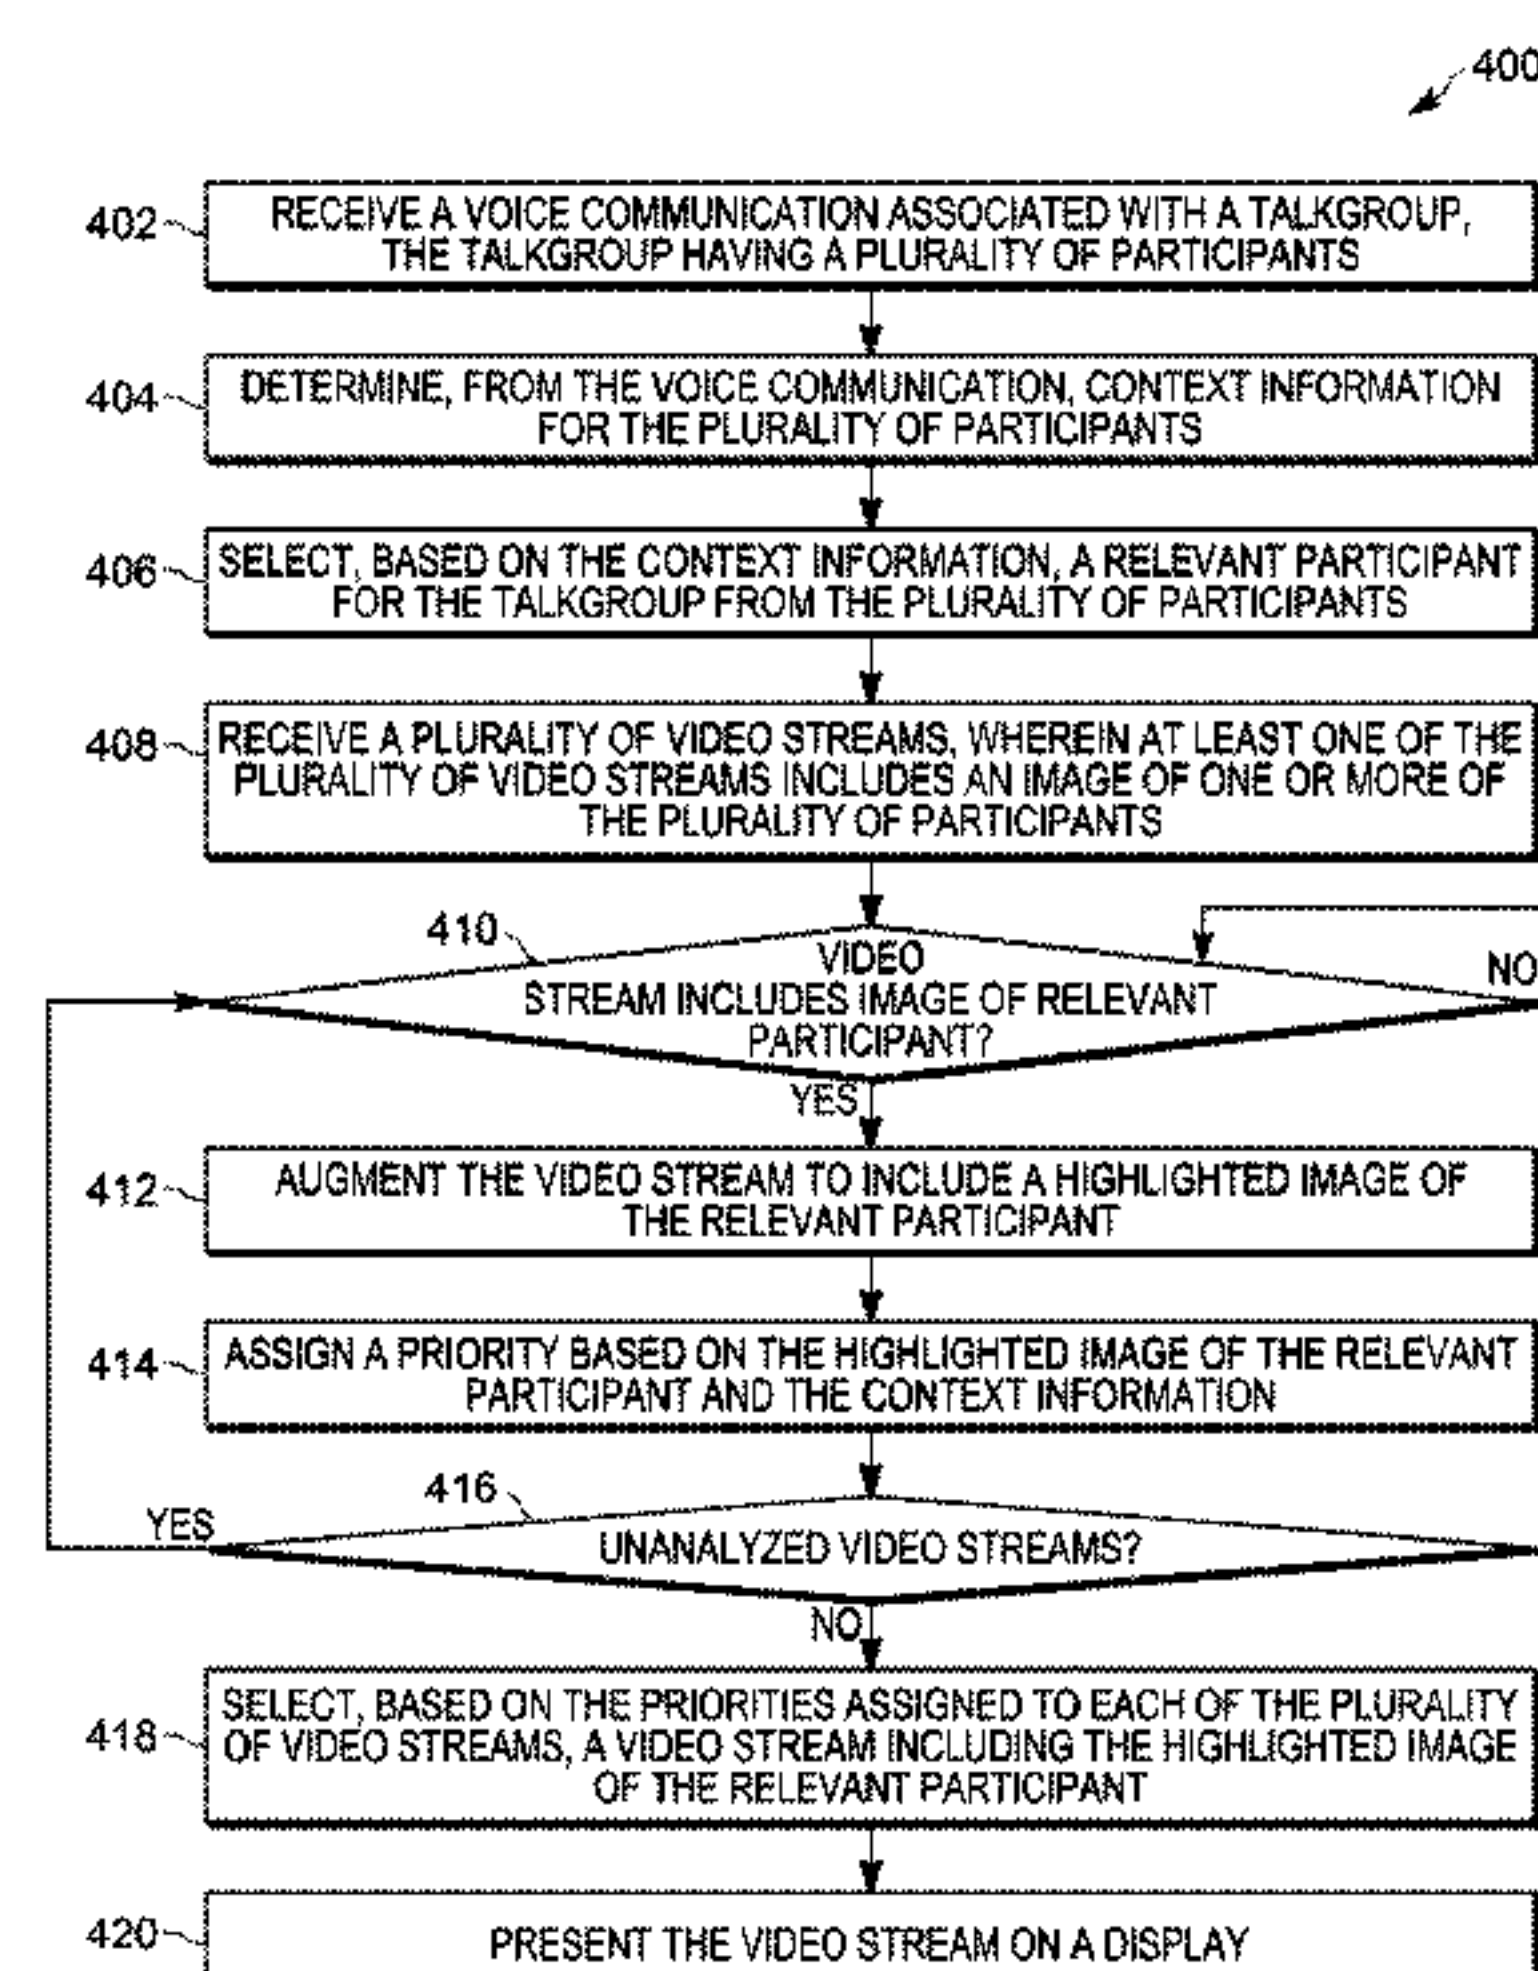 400
402
RECEIVE A VOICE COMMUNICATION ASSOCIATED WITH A TALKGROUP,
THE TALKGROUP HAVING A PLURALITY OF PARTICIPANTS
404
DETERMINE, FROM THE VOICE COMMUNICATION, CONTEXT INFORMATION
FOR THE PLURALITY OF PARTICIPANTS
406
SELECT, BASED ON THE CONTEXT INFORMATION, A RELEVANT PARTICIPANT
FOR THE TALKGROUP FROM THE PLURALITY OF PARTICIPANTS
408
RECEIVE A PLURALITY OF VIDEO STREAMS, WHEREIN AT LEAST ONE OF THE
PLURALITY OF VIDEO STREAMS INCLUDES AN IMAGE OF ONE OR MORE OF
THE PLURALITY OF PARTICIPANTS
410
VIDEO
STREAM INCLUDES IMAGE OF RELEVANT
PARTICIPANT?
NO
YES
412
AUGMENT THE VIDEO STREAM TO INCLUDE A HIGHLIGHTED IMAGE OF
THE RELEVANT PARTICIPANT
414
ASSIGN A PRIORITY BASED ON THE HIGHLIGHTED IMAGE OF THE RELEVANT
PARTICIPANT AND THE CONTEXT INFORMATION
416
YES
UNANALYZED VIDEO STREAMS?
NO
418
SELECT, BASED ON THE PRIORITIES ASSIGNED TO EACH OF THE PLURALITY
OF VIDEO STREAMS, A VIDEO STREAM INCLUDING THE HIGHLIGHTED IMAGE
OF THE RELEVANT PARTICIPANT
420
PRESENT THE VIDEO STREAM ON A DISPLAY